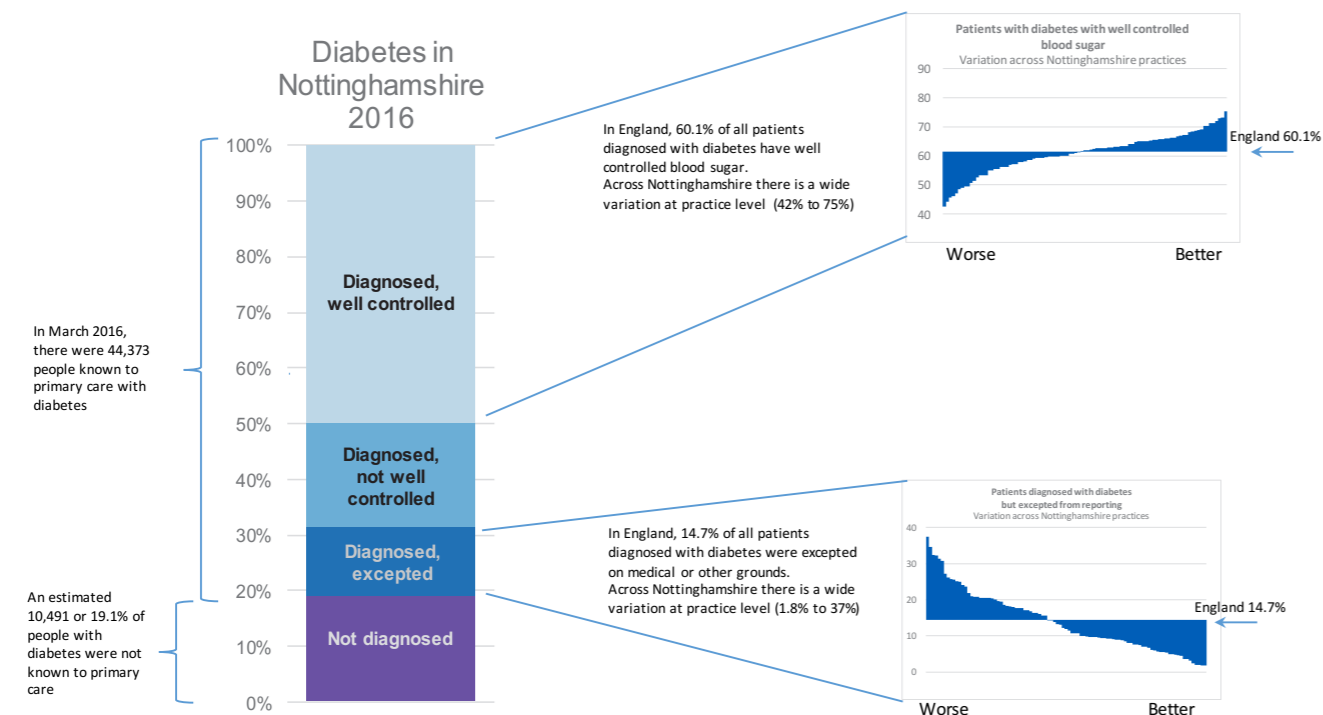 Diabetes in
Nottinghamshire
2016
100%
90%
80%
70%
60%
50%
40%
30%
20%
10%
0%
Diagnosed,
well controlled
Diagnosed,
not well
controlled
Diagnosed,
excepted
Not diagnosed
In March 2016,
there were 44,373
people known to
primary care with
diabetes
An estimated
10,491 or 19.1% of
people with
diabetes were not
known to primary
care
In England, 60.1% of all patients
diagnosed with diabetes have well
controlled blood sugar.
Across Nottinghamshire there is a wide
variation at practice level (42% to 75%)
Patients with diabetes with well controlled
blood sugar
Variation across Nottinghamshire practices
90
80
70
60
50
40
England 60.1%
Worse
Better
In England, 14.7% of all patients
diagnosed with diabetes were excepted
on medical or other grounds.
Across Nottinghamshire there is a wide
variation at practice level (1.8% to 37%)
Patients diagnosed with diabetes
but excepted from reporting
Variation across Nottinghamshire practices
40
30
20
10
0
England 14.7%
Worse
Better